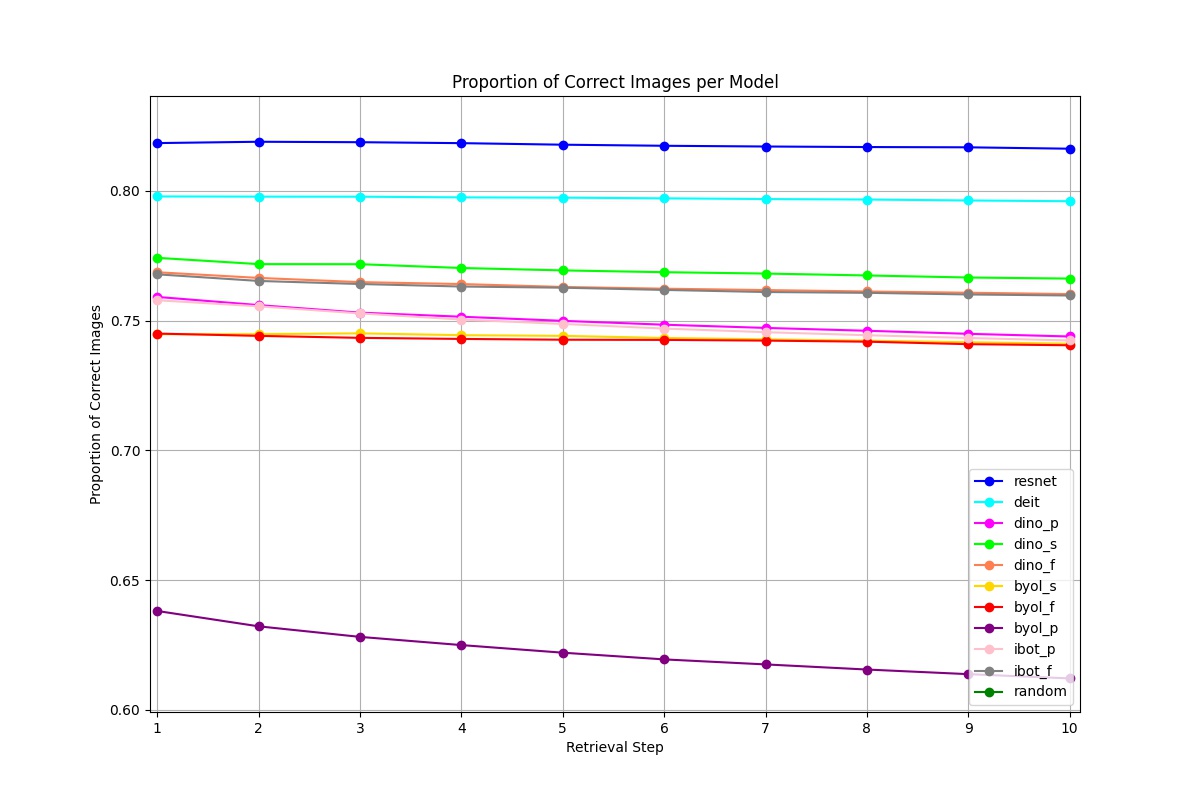 Proportion of Correct Images per Model
Proportion of Correct Images
0.80
0.75
0.70
0.65
0.60
1 2 3 4 5 6 7 8 9 10
Retrieval Step
resnet
deit
dino_p
dino_s
dino_f
byol_s
byol_f
byol_p
ibot_p
ibot_f
random